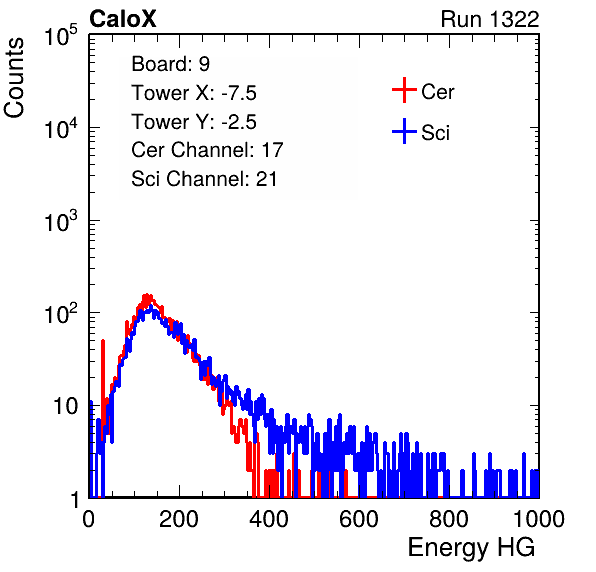 CaloX Run 1322
Counts
10^5
10^4
10^3
10^2
10
1
Board: 9
Tower X: -7.5
Tower Y: -2.5
Cer Channel: 17
Sci Channel: 21
Cer
Sci
0 200 400 600 800 1000
Energy HG